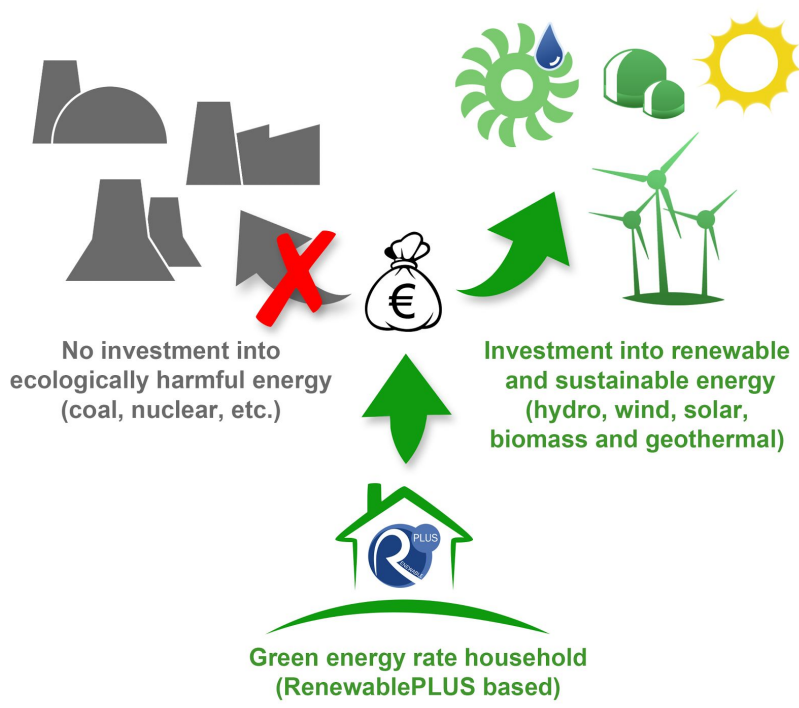 €
No investment into
ecologically harmful energy
(coal, nuclear, etc.)
Investment into renewable
and sustainable energy
(hydro, wind, solar,
biomass and geothermal)
PLUS
RENEWABLE
Green energy rate household
(RenewablePLUS based)